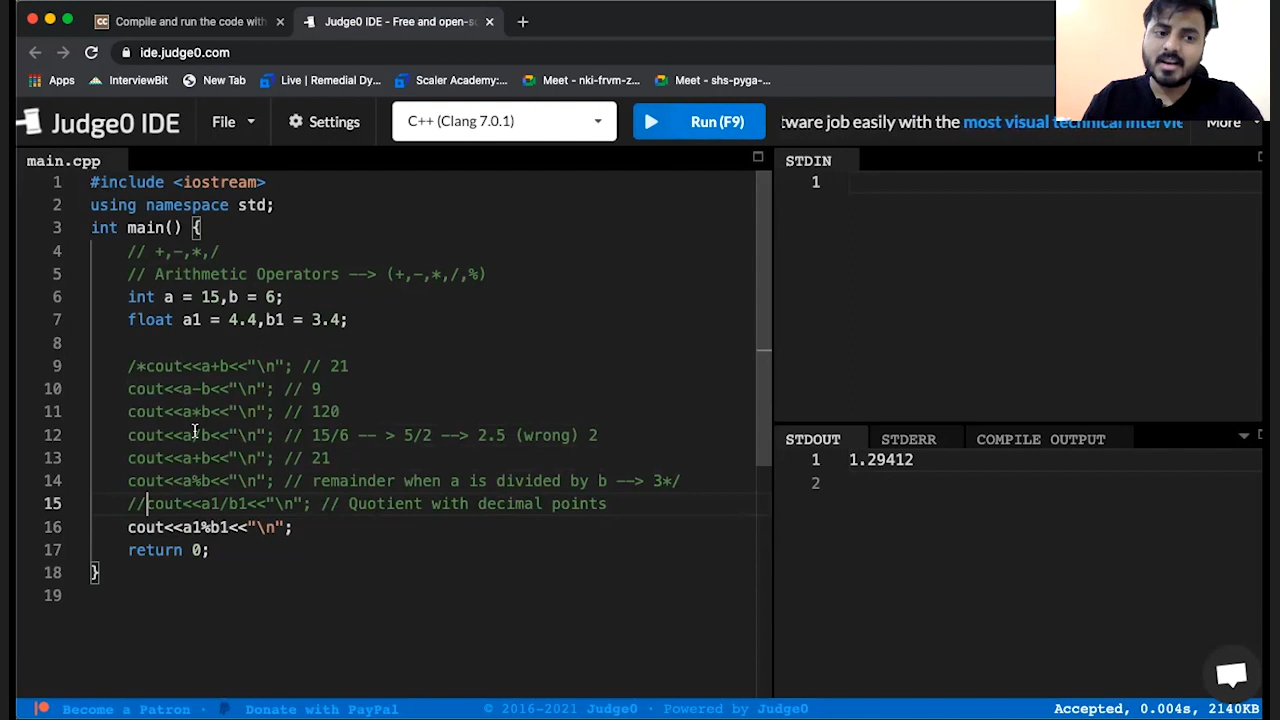 Compile and run the code with
Judge0 IDE - Free and open-so
ide.judge0.com
Apps
InterviewBit
New Tab
Live | Remedial Dy...
Scaler Academy:...
Meet - nki-frvm-z...
Meet - shs-pyga-...
Judge0 IDE
File
Settings
C++ (Clang 7.0.1)
Run (F9)
tware job easily with the most visual technical intervie
More
main.cpp
1 #include <iostream>
2 using namespace std;
3 int main() {
4 // +,-,*,/
5 // Arithmetic Operators --> (+,-,*,/,%)
6 int a = 15,b = 6;
7 float a1 = 4.4,b1 = 3.4;
8
9 /*cout<<a+b<<"\n"; // 21
10 cout<<a-b<<"\n"; // 9
11 cout<<a*b<<"\n"; // 120
12 cout<<a/b<<"\n"; // 15/6 -- > 5/2 --> 2.5 (wrong) 2
13 cout<<a+b<<"\n"; // 21
14 cout<<a%b<<"\n"; // remainder when a is divided by b --> 3*/
15 //cout<<a1/b1<<"\n"; // Quotient with decimal points
16 cout<<a1%b1<<"\n";
17 return 0;
18 }
19
STDIN
1
STDOUT
STDERR
COMPILE OUTPUT
1 1.29412
2
Become a Patron ·
Donate with PayPal
© 2016-2021 Judge0 · Powered by Judge0
Accepted, 0.004s, 2140KB